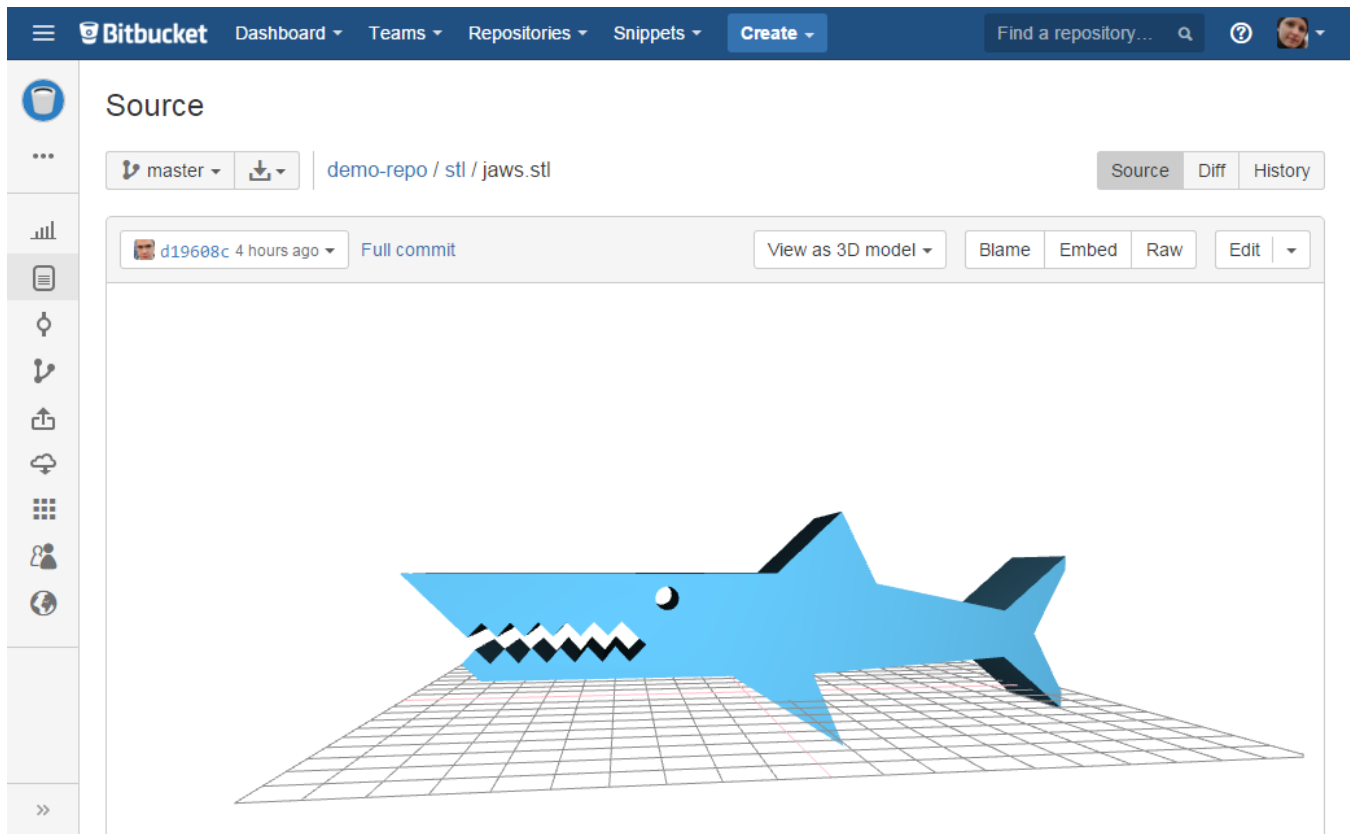 Bitbucket Dashboard Teams Repositories Snippets Create Find a repository...
Source
master demo-repo / stl / jaws.stl Source Diff History
d19608c 4 hours ago Full commit View as 3D model Blame Embed Raw Edit